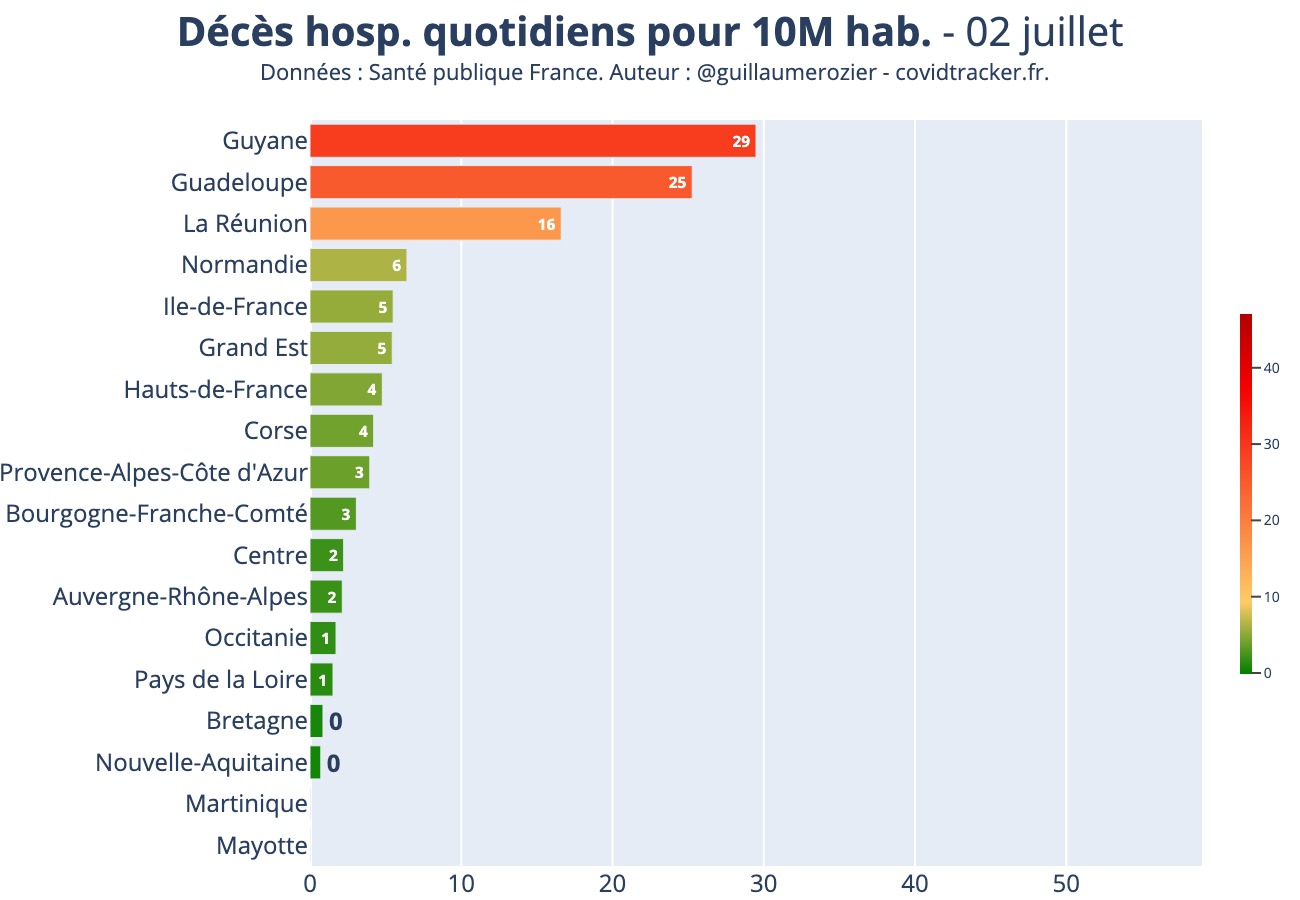 Décès hosp. quotidiens pour 10M hab. - 02 juillet
Données : Santé publique France. Auteur : @guillaumerozier - covidtracker.fr.
Guyane 29
Guadeloupe 25
La Réunion 16
Normandie 6
Ile-de-France 5
Grand Est 5
Hauts-de-France 4
Corse 4
Provence-Alpes-Côte d'Azur 3
Bourgogne-Franche-Comté 3
Centre 2
Auvergne-Rhône-Alpes 2
Occitanie 1
Pays de la Loire 1
Bretagne 0
Nouvelle-Aquitaine 0
Martinique
Mayotte
0 10 20 30 40 50
40
30
20
10
0